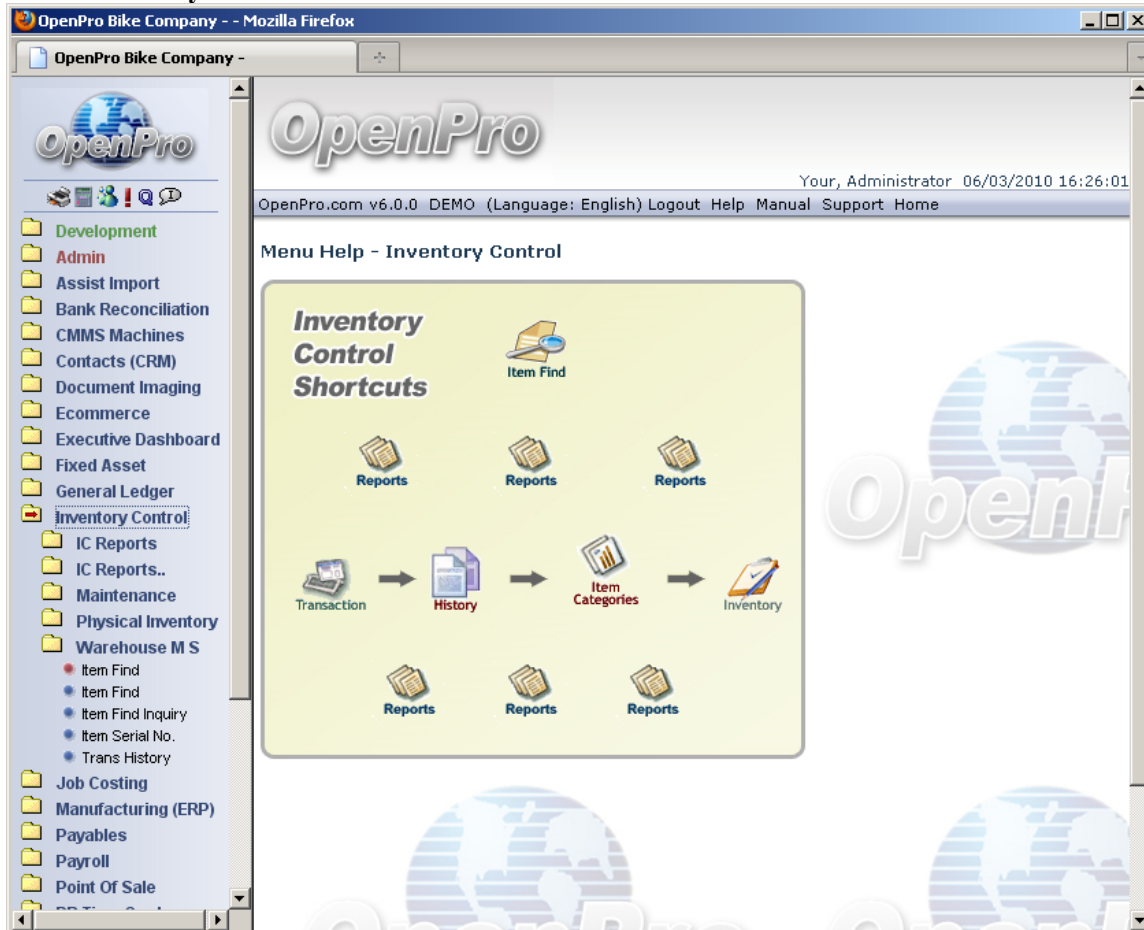 OpenPro Bike Company - - Mozilla Firefox
OpenPro Bike Company -
OpenPro
OpenPro
Your, Administrator 06/03/2010 16:26:01
OpenPro.com v6.0.0 DEMO (Language: English) Logout Help Manual Support Home
Development
Admin
Assist Import
Bank Reconciliation
CMMS Machines
Contacts (CRM)
Document Imaging
Ecommerce
Executive Dashboard
Fixed Asset
General Ledger
Inventory Control
IC Reports
IC Reports..
Maintenance
Physical Inventory
Warehouse M S
Item Find
Item Find
Item Find Inquiry
Item Serial No.
Trans History
Job Costing
Manufacturing (ERP)
Payables
Payroll
Point Of Sale
Menu Help - Inventory Control
Inventory
Control
Shortcuts
Item Find
Reports
Reports
Reports
Transaction
History
Item
Categories
Inventory
Reports
Reports
Reports
OpenP
OpenPro
OpenPro